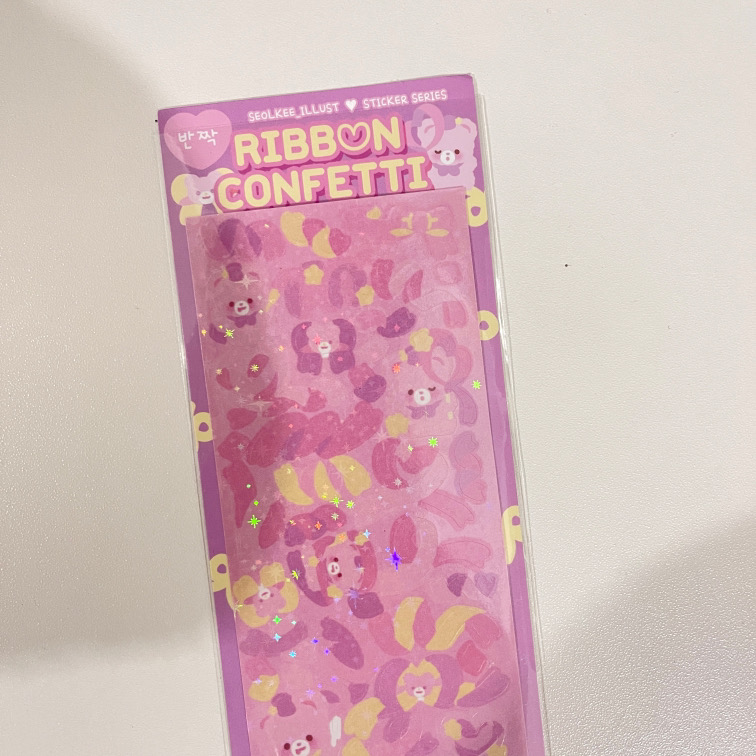 SEOLKEE_ILLUST ♥ STICKER SERIES
반짝
RIBBON
CONFETTI